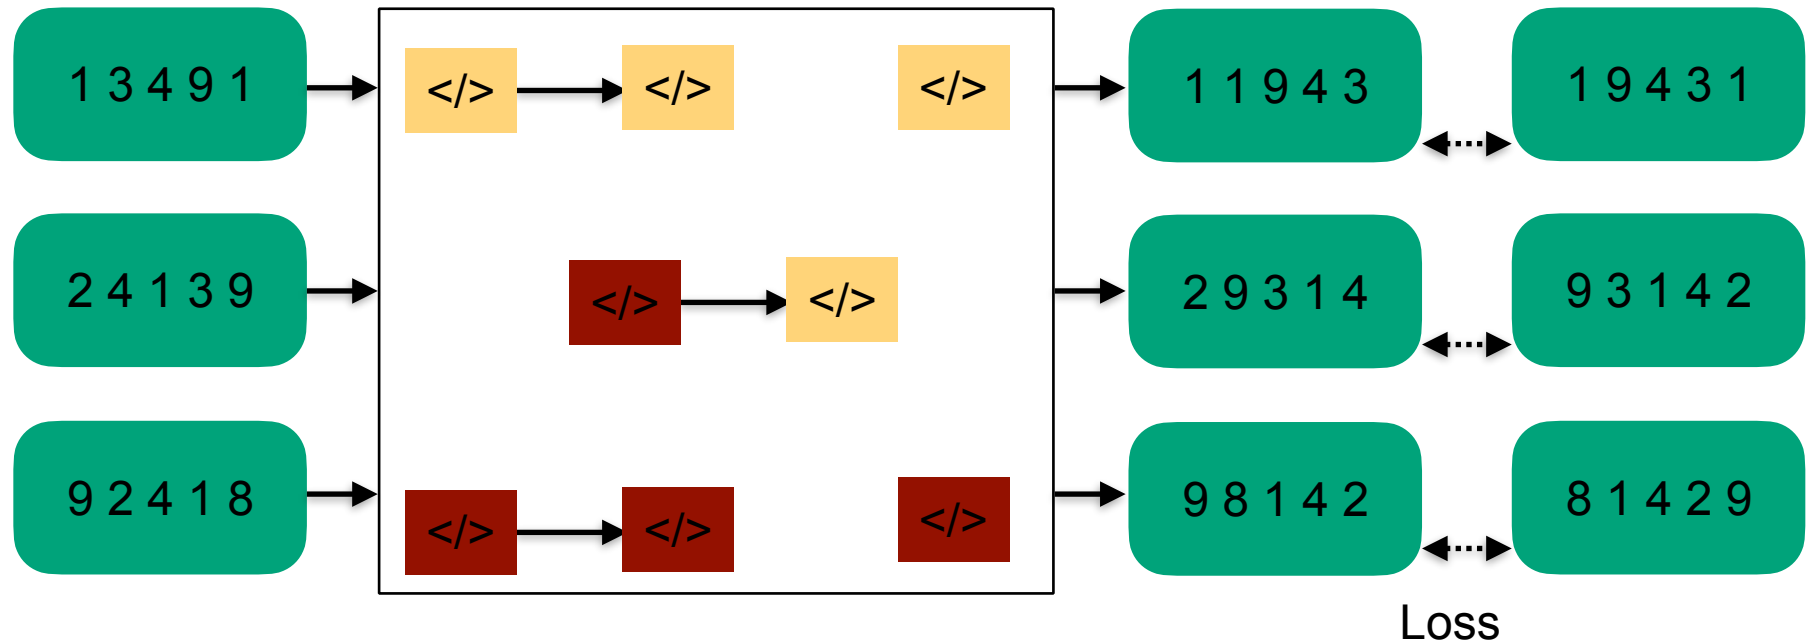 1 3 4 9 1
</> </> </>
1 1 9 4 3
1 9 4 3 1
2 4 1 3 9
</> </>
2 9 3 1 4
9 3 1 4 2
9 2 4 1 8
</> </> </>
9 8 1 4 2
8 1 4 2 9
Loss